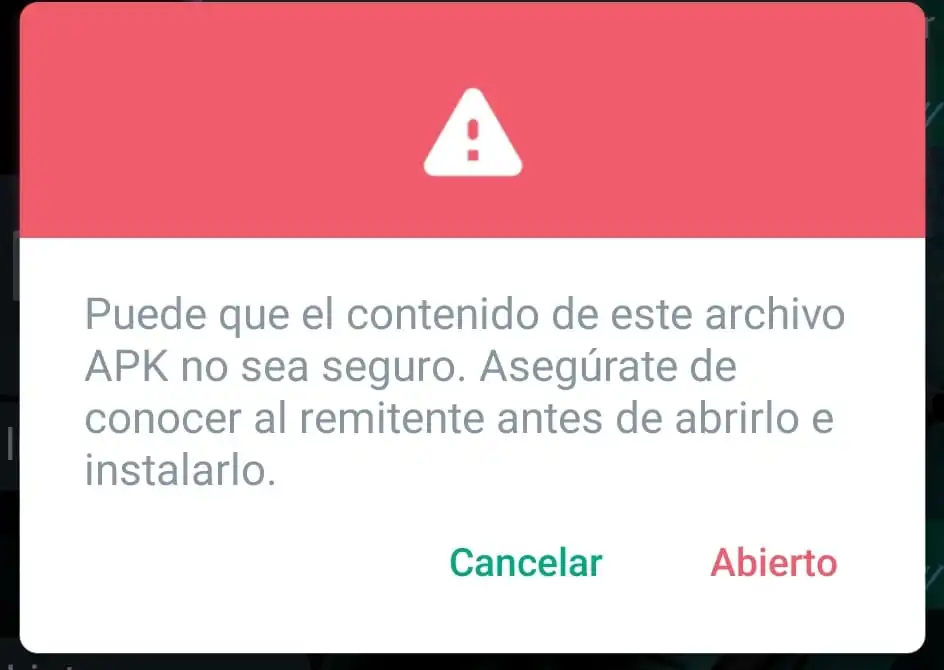 Puede que el contenido de este archivo
APK no sea seguro. Asegúrate de
conocer al remitente antes de abrirlo e
instalarlo.
Cancelar Abierto